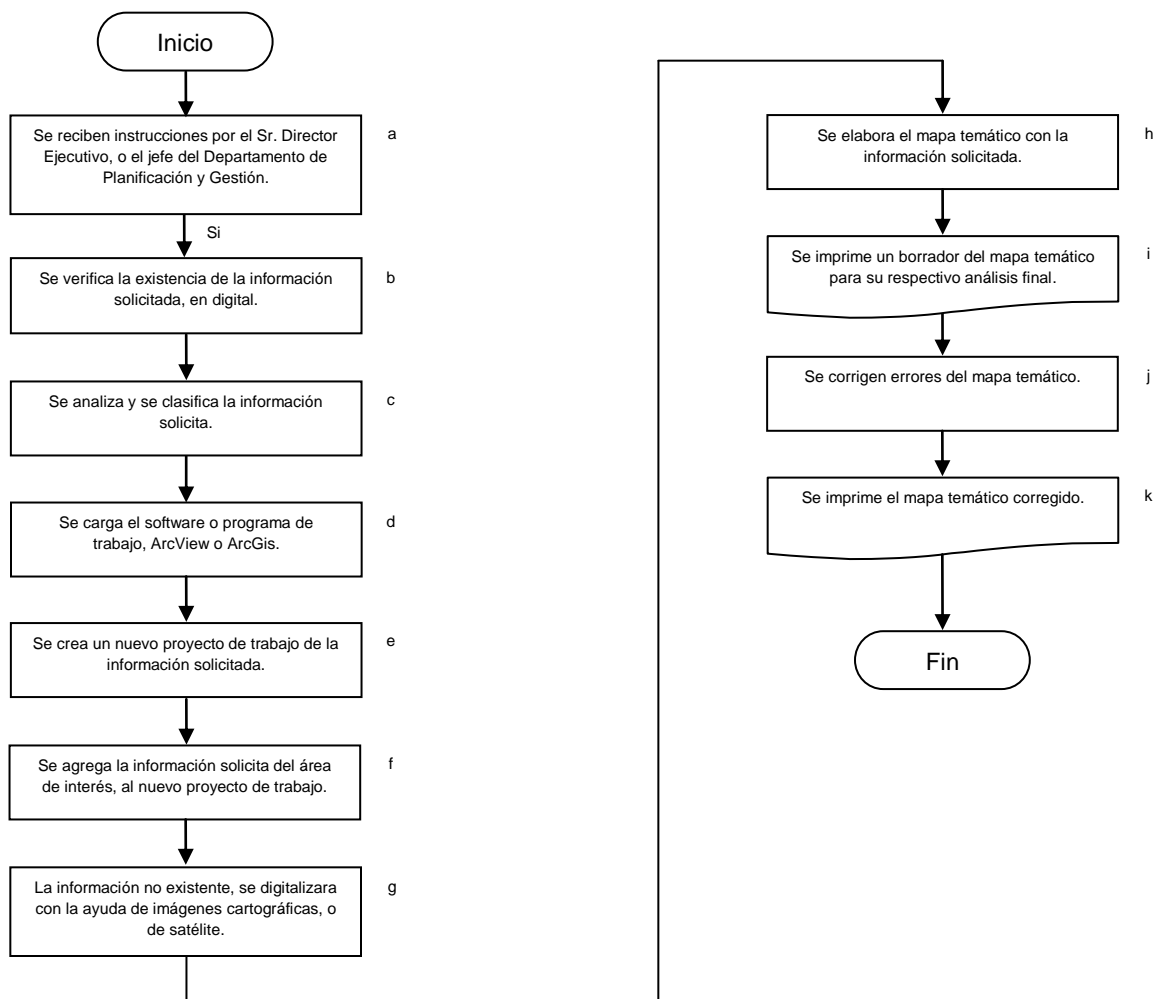 Inicio
Se reciben instrucciones por el Sr. Director
Ejecutivo, o el jefe del Departamento de
Planificación y Gestión.
a
Si
Se verifica la existencia de la información
solicitada, en digital.
b
Se analiza y se clasifica la información
solicita.
c
Se carga el software o programa de
trabajo, ArcView o ArcGis.
d
Se crea un nuevo proyecto de trabajo de la
información solicitada.
e
Se agrega la información solicita del área
de interés, al nuevo proyecto de trabajo.
f
La información no existente, se digitalizara
con la ayuda de imágenes cartográficas, o
de satélite.
g
Se elabora el mapa temático con la
información solicitada.
h
Se imprime un borrador del mapa temático
para su respectivo análisis final.
i
Se corrigen errores del mapa temático.
j
Se imprime el mapa temático corregido.
k
Fin